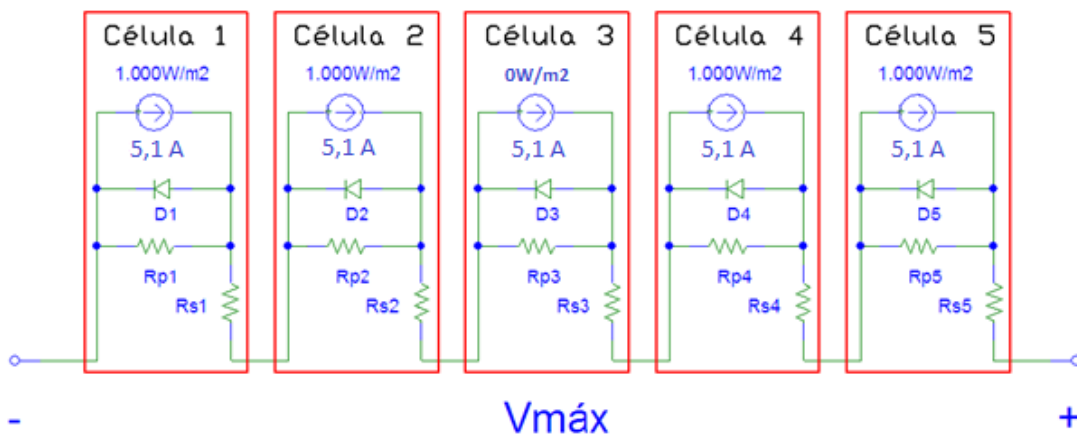 Célula 1 Célula 2 Célula 3 Célula 4 Célula 5
1.000W/m2 1.000W/m2 0W/m2 1.000W/m2 1.000W/m2
5,1 A 5,1 A 5,1 A 5,1 A 5,1 A
D1 D2 D3 D4 D5
Rp1 Rp2 Rp3 Rp4 Rp5
Rs1 Rs2 Rs3 Rs4 Rs5
- Vmáx +